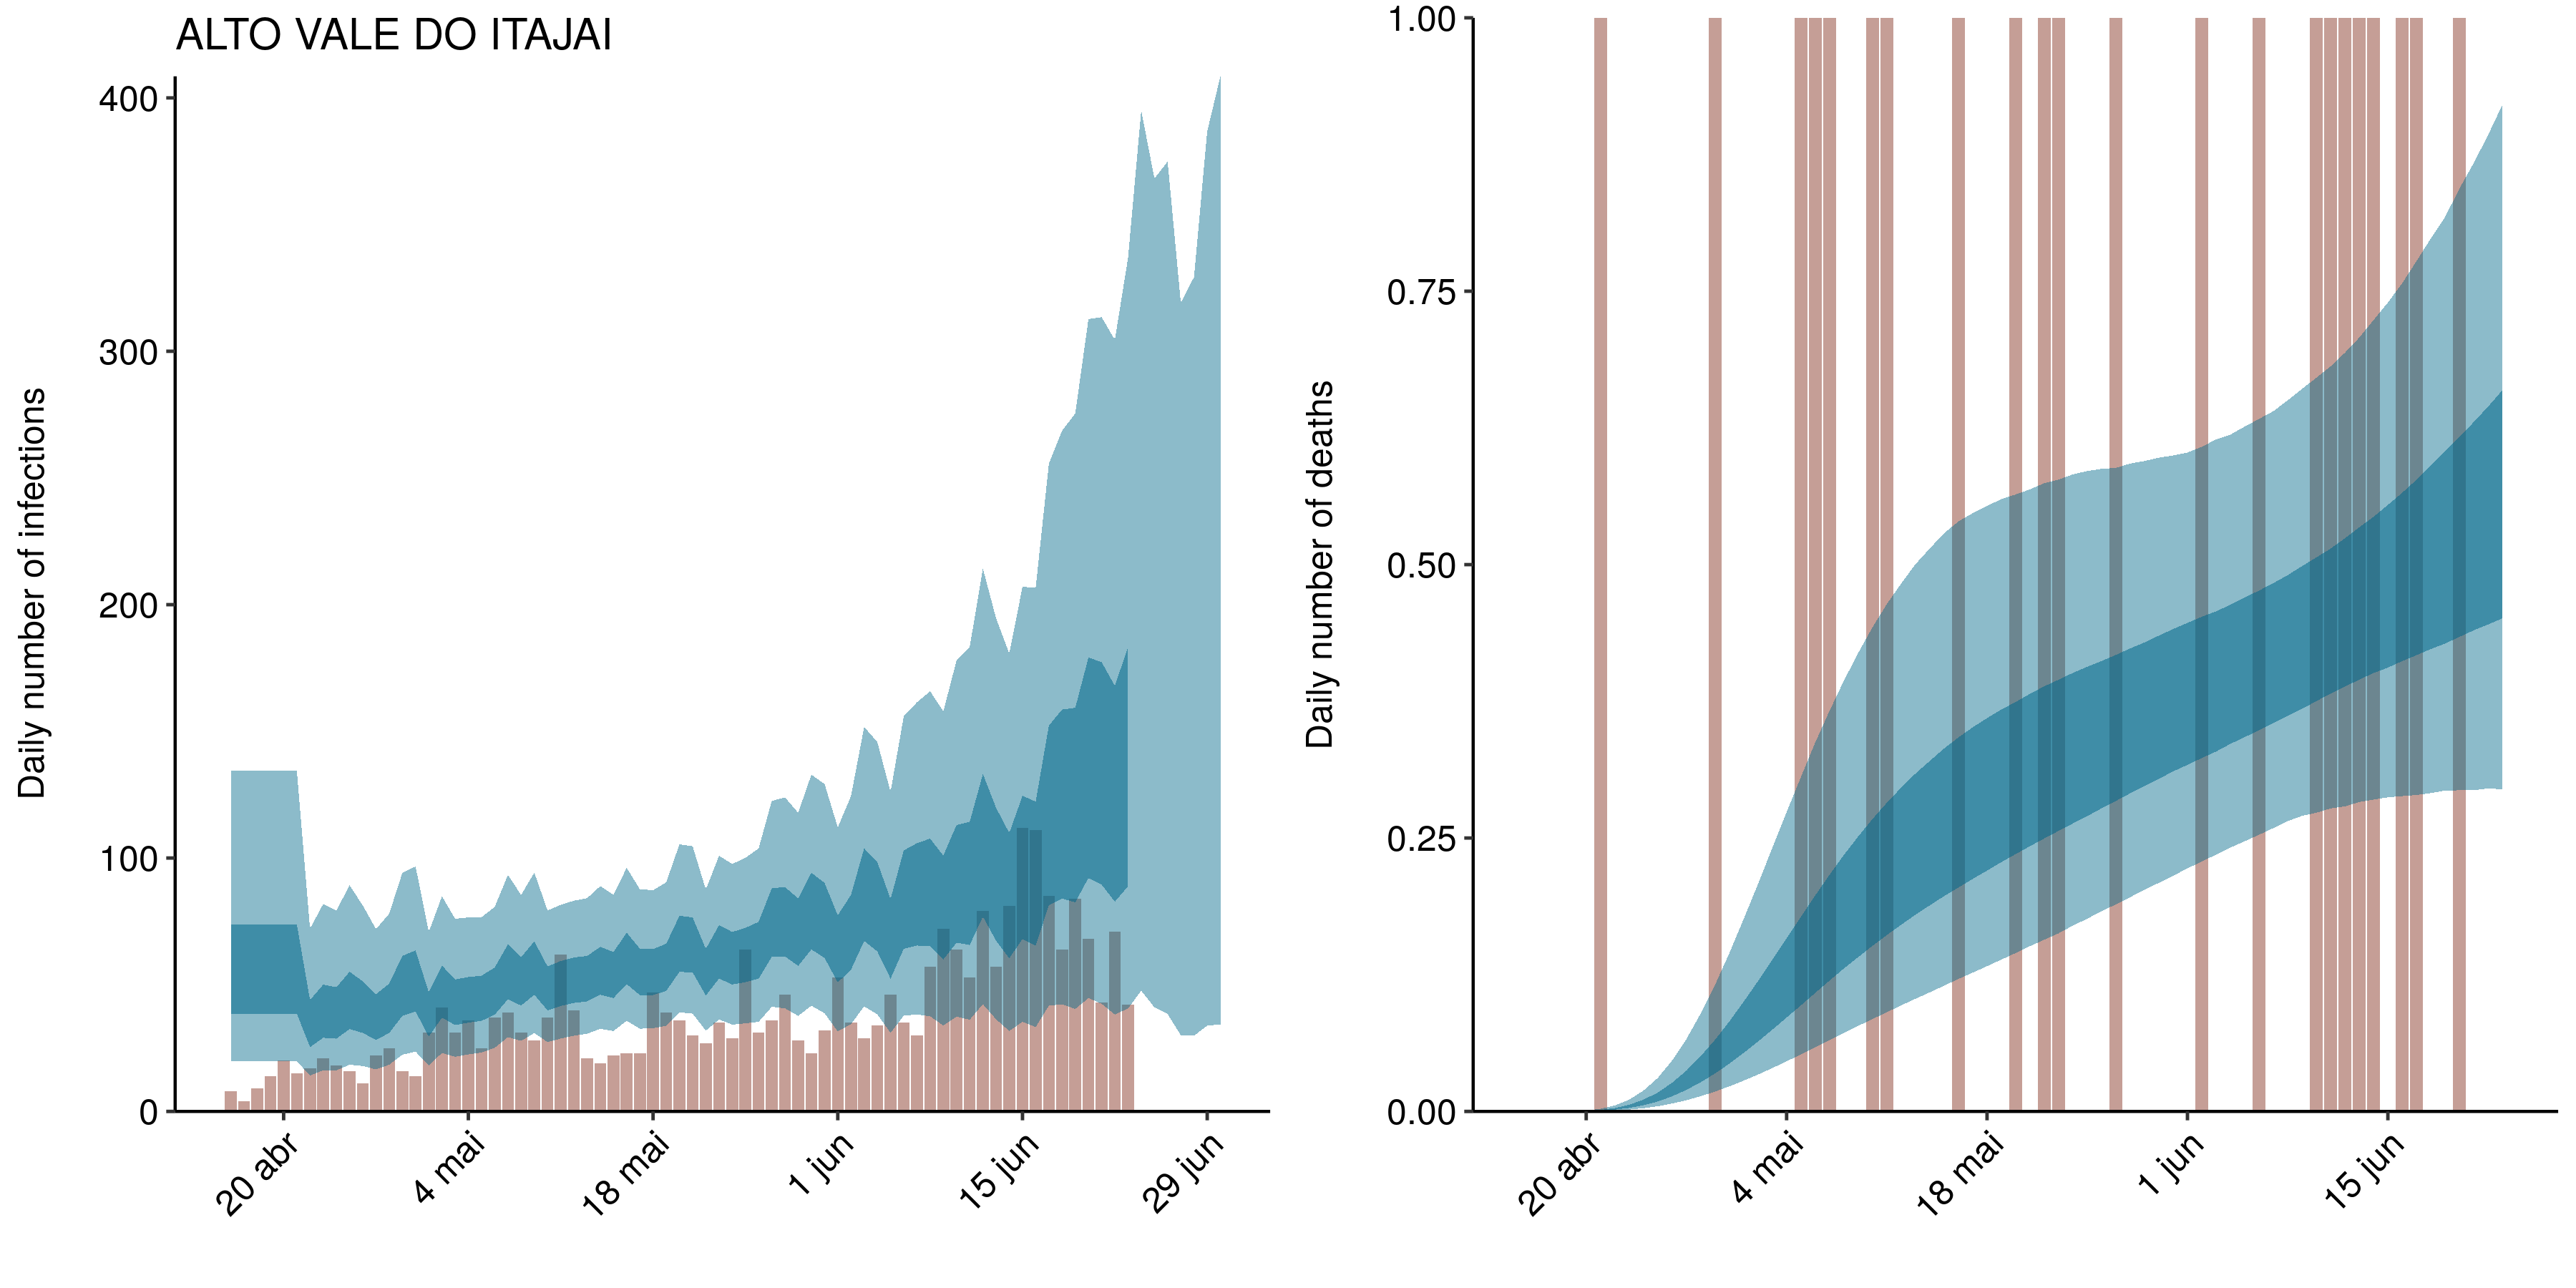 ALTO VALE DO ITAJAI
Daily number of infections
400
300
200
100
0
20 abr
4 mai
18 mai
1 jun
15 jun
29 jun
Daily number of deaths
1.00
0.75
0.50
0.25
0.00
20 abr
4 mai
18 mai
1 jun
15 jun